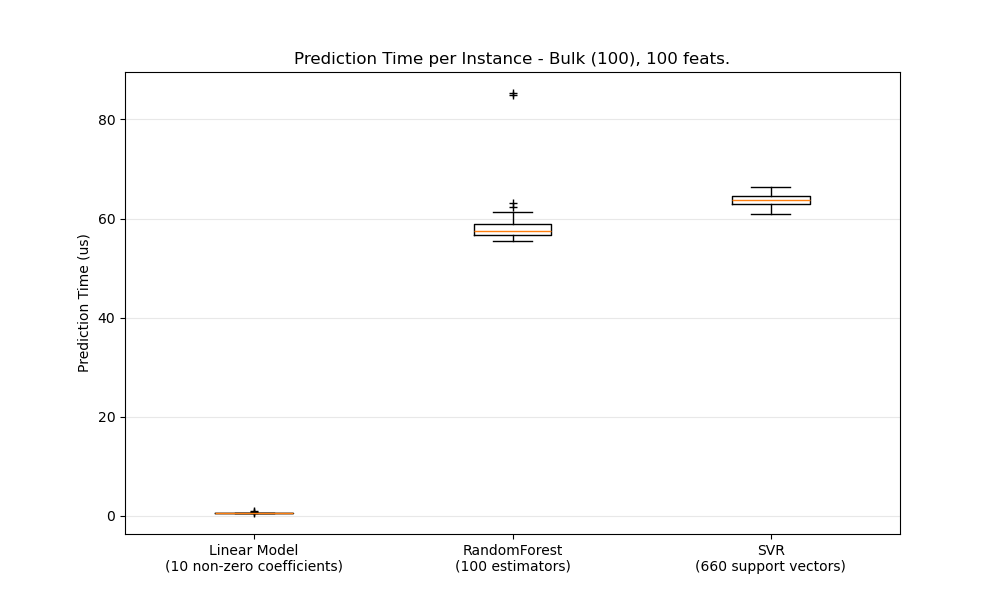 Prediction Time per Instance - Bulk (100), 100 feats.
Prediction Time (us)
80
60
40
20
0
Linear Model
(10 non-zero coefficients)
RandomForest
(100 estimators)
SVR
(660 support vectors)